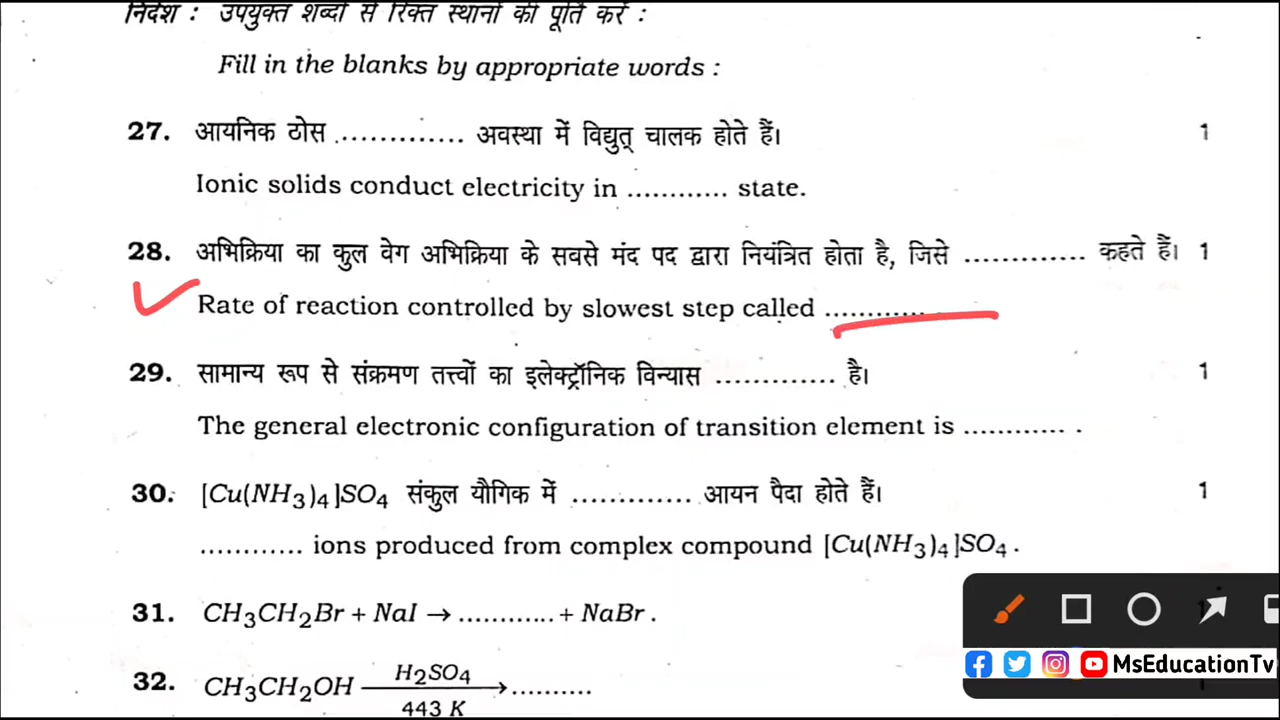 निर्देश : उपयुक्त शब्दों से रिक्त स्थानों की पूर्ति करें :
Fill in the blanks by appropriate words :
27. आयनिक ठोस .............. अवस्था में विद्युत् चालक होते हैं। 1
Ionic solids conduct electricity in ............ state.
28. अभिक्रिया का कुल वेग अभिक्रिया के सबसे मंद पद द्वारा नियंत्रित होता है, जिसे .............. कहते हैं। 1
Rate of reaction controlled by slowest step called ..............
29. सामान्य रूप से संक्रमण तत्त्वों का इलेक्ट्रॉनिक विन्यास .............. है। 1
The general electronic configuration of transition element is ............ .
30. [Cu(NH₃)₄]SO₄ संकुल यौगिक में .............. आयन पैदा होते हैं। 1
............ ions produced from complex compound [Cu(NH₃)₄]SO₄ .
31. CH₃CH₂Br + NaI → ............ + NaBr . 1
MsEducationTv
32. CH₃CH₂OH H₂SO₄ → .......... 1
443 K